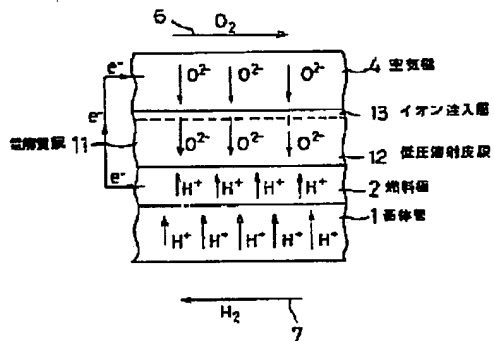 6 O₂
e⁻ O²⁻ O²⁻ O²⁻ 4 空気極
13 イオン注入層
e⁻
電解質膜 11 O²⁻ O²⁻ O²⁻
12 低圧溶射皮膜
e⁻ H⁺ H⁺ H⁺ H⁺ 2 燃料極
H⁺ H⁺ H⁺ H⁺ H⁺ 1 基体管
H₂ 7